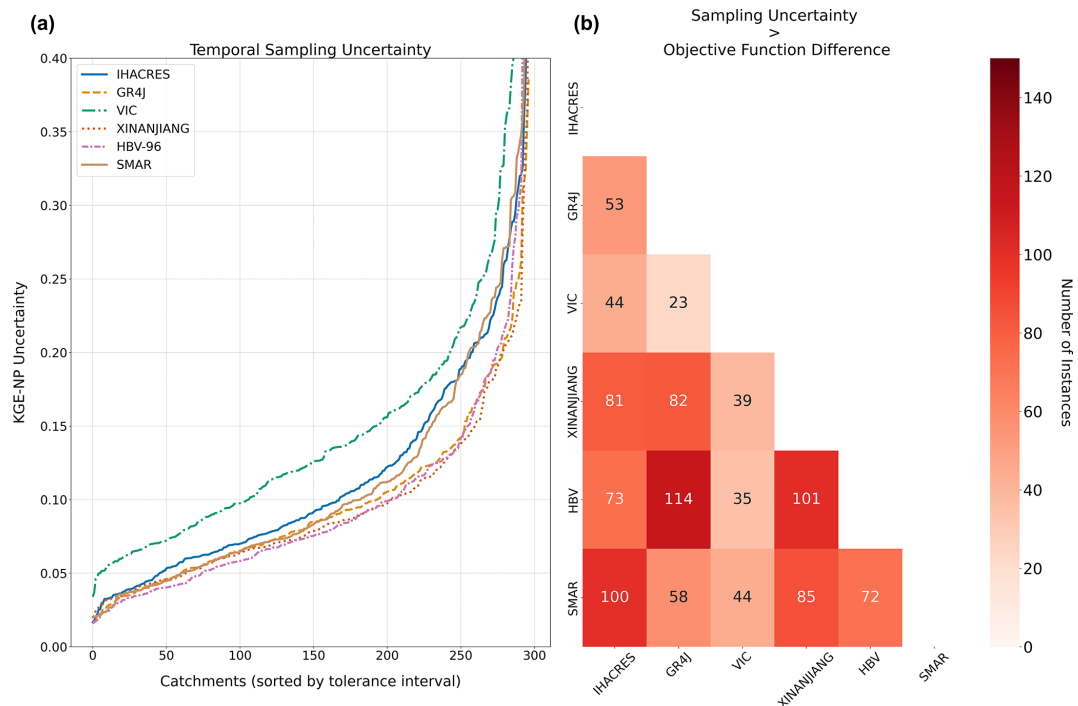 (a)
Temporal Sampling Uncertainty
KGE-NP Uncertainty
0.40
0.35
0.30
0.25
0.20
0.15
0.10
0.05
0.00
IHACRES
GR4J
VIC
XINANJIANG
HBV-96
SMAR
0 50 100 150 200 250 300
Catchments (sorted by tolerance interval)
(b)
Sampling Uncertainty
>
Objective Function Difference
IHACRES
GR4J
53
VIC
44 23
XINANJIANG
81 82 39
HBV
73 114 35 101
SMAR
100 58 44 85 72
IHACRES GR4J VIC XINANJIANG HBV SMAR
140
120
100
80
60
40
20
0
Number of Instances